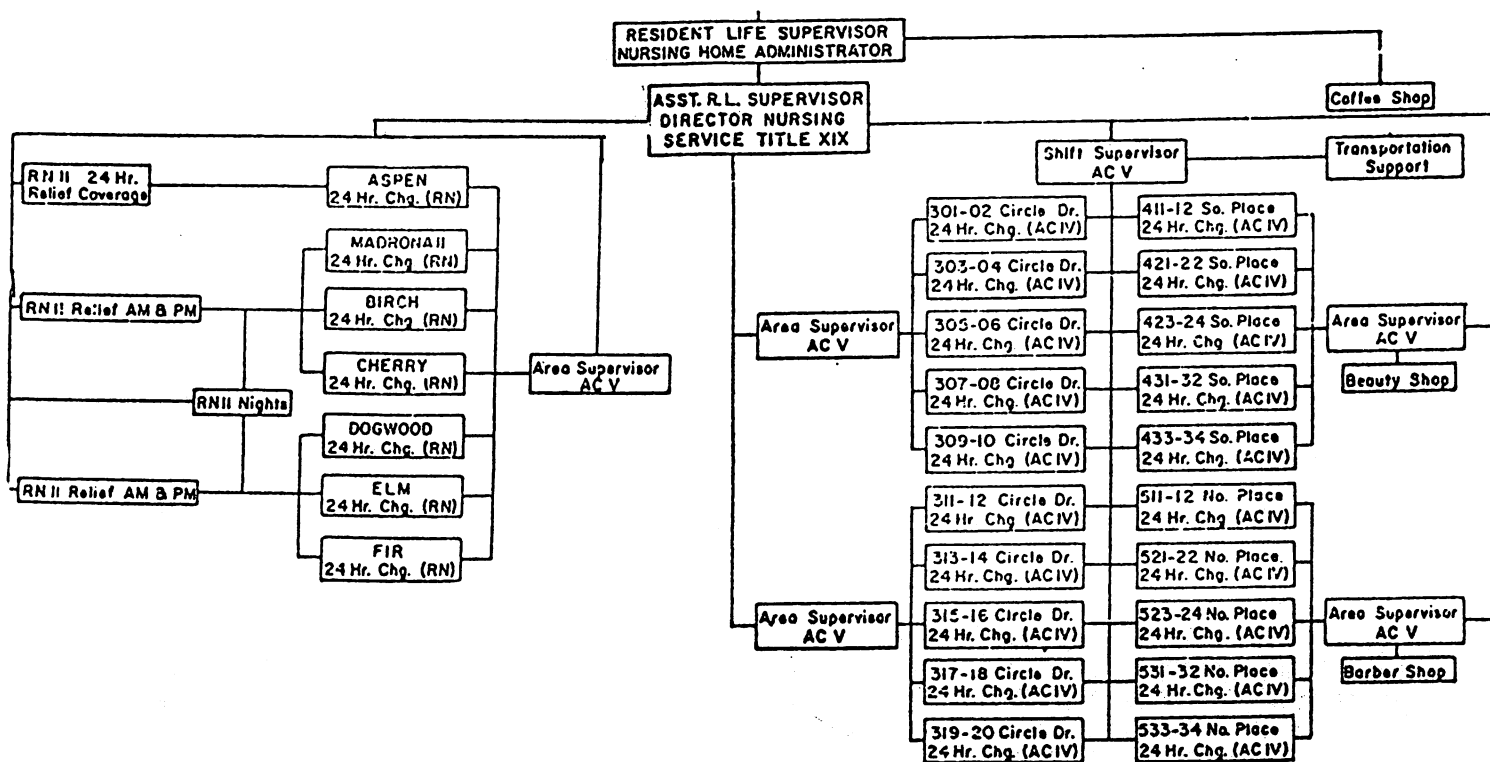 RESIDENT LIFE SUPERVISOR
NURSING HOME ADMINISTRATOR
ASST. R.L. SUPERVISOR
DIRECTOR NURSING
SERVICE TITLE XIX
Coffee Shop
Shift Supervisor
AC V
Transportation
Support
RN II 24 Hr.
Relief Coverage
ASPEN
24 Hr. Chg. (RN)
MADRONA II
24 Hr. Chg. (RN)
RN II Relief AM & PM
BIRCH
24 Hr. Chg. (RN)
CHERRY
24 Hr. Chg. (RN)
Area Supervisor
AC V
RN II Nights
DOGWOOD
24 Hr. Chg. (RN)
RN II Relief AM & PM
ELM
24 Hr. Chg. (RN)
FIR
24 Hr. Chg. (RN)
Area Supervisor
AC V
301-02 Circle Dr.
24 Hr. Chg. (AC IV)
303-04 Circle Dr.
24 Hr. Chg. (AC IV)
305-06 Circle Dr.
24 Hr. Chg. (AC IV)
307-08 Circle Dr.
24 Hr. Chg. (AC IV)
309-10 Circle Dr.
24 Hr. Chg. (AC IV)
411-12 So. Place
24 Hr. Chg. (AC IV)
421-22 So. Place
24 Hr. Chg. (AC IV)
423-24 So. Place
24 Hr. Chg (AC IV)
431-32 So. Place
24 Hr. Chg. (AC IV)
433-34 So. Place
24 Hr. Chg. (AC IV)
Area Supervisor
AC V
Beauty Shop
Area Supervisor
AC V
311-12 Circle Dr.
24 Hr Chg (AC IV)
313-14 Circle Dr.
24 Hr. Chg. (AC IV)
315-16 Circle Dr.
24 Hr. Chg. (AC IV)
317-18 Circle Dr.
24 Hr. Chg. (AC IV)
319-20 Circle Dr.
24 Hr. Chg. (AC IV)
511-12 No. Place
24 Hr. Chg (AC IV)
521-22 No. Place.
24 Hr. Chg. (AC IV)
523-24 No. Place
24 Hr. Chg. (AC IV)
531-32 No. Place
24 Hr. Chg. (AC IV)
533-34 No. Place
24 Hr. Chg. (AC IV)
Area Supervisor
AC V
Barber Shop